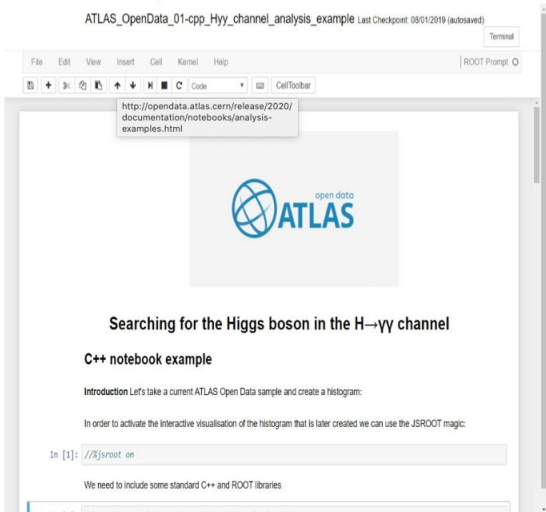 ATLAS_OpenData_01-cpp_Hyy_channel_analysis_example Last Checkpoint: 08/01/2019 (autosaved)
Terminal
File Edit View Insert Cell Kernel Help ROOT Prompt
Code CellToolbar
http://opendata.atlas.cern/release/2020/
documentation/notebooks/analysis-
examples.html
open data
ATLAS
Searching for the Higgs boson in the H→γγ channel
C++ notebook example
Introduction Let's take a current ATLAS Open Data sample and create a histogram:
In order to activate the interactive visualisation of the histogram that is later created we can use the JSROOT magic:
In [1]: //%jsroot on
We need to include some standard C++ and ROOT libraries